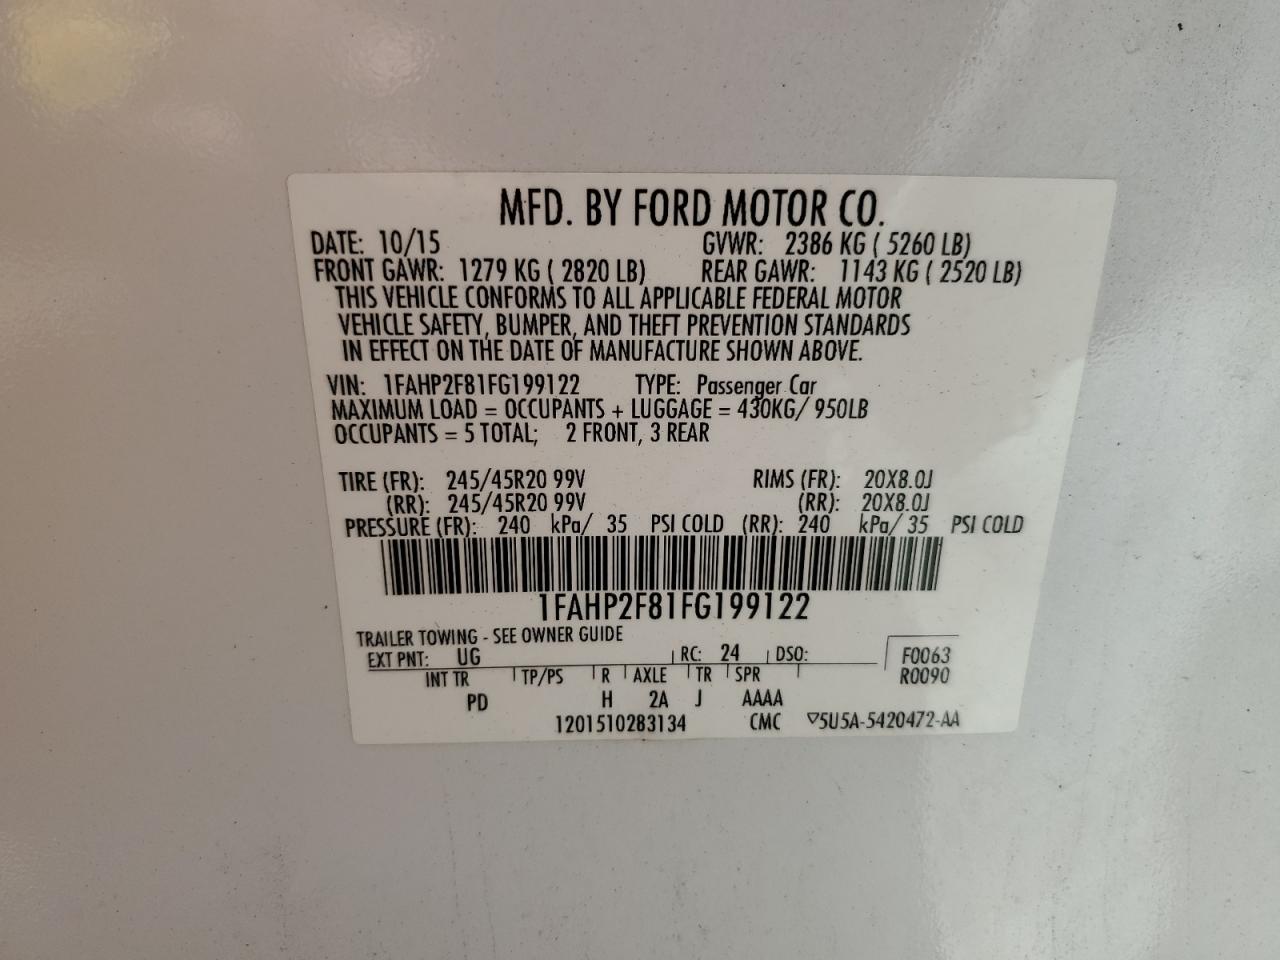 MFD. BY FORD MOTOR CO.
DATE: 10/15 GVWR: 2386 KG ( 5260 LB)
FRONT GAWR: 1279 KG ( 2820 LB) REAR GAWR: 1143 KG ( 2520 LB)
THIS VEHICLE CONFORMS TO ALL APPLICABLE FEDERAL MOTOR
VEHICLE SAFETY, BUMPER, AND THEFT PREVENTION STANDARDS
IN EFFECT ON THE DATE OF MANUFACTURE SHOWN ABOVE.
VIN: 1FAHP2F81FG199122 TYPE: Passenger Car
MAXIMUM LOAD = OCCUPANTS + LUGGAGE = 430KG/ 950LB
OCCUPANTS = 5 TOTAL; 2 FRONT, 3 REAR
TIRE (FR): 245/45R20 99V RIMS (FR): 20X8.0J
(RR): 245/45R20 99V (RR): 20X8.0J
PRESSURE (FR): 240 kPa/ 35 PSI COLD (RR): 240 kPa/ 35 PSI COLD
1FAHP2F81FG199122
TRAILER TOWING - SEE OWNER GUIDE
EXT PNT: UG RC: 24 DSO: F0063
INT TR TP/PS R AXLE TR SPR R0090
PD H 2A J AAAA
1201510283134 CMC ▽5U5A-5420472-AA